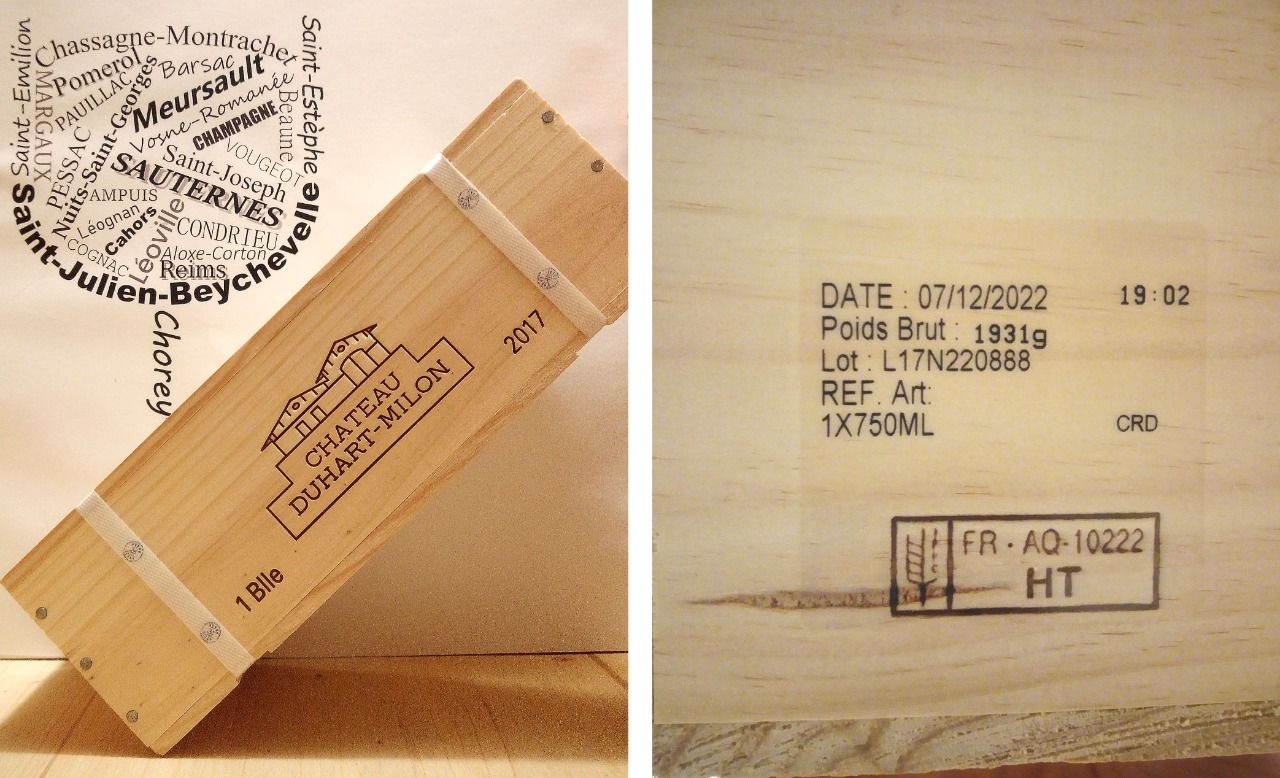 Saint-Emilion
Chassagne-Montrachet
Saint-Estèphe
MARGAUX
Pomerol
Barsac
PAUILLAC
Saint-Georges
Meursault
Vosne-Romanée
Beaune
CHAMPAGNE
VOUGEOT
PESSAC
Nuits-Saint-Georges
Saint-Joseph
SAUTERNES
AMPUIS
Léognan
Cahors
Léoville
CONDRIEU
COGNAC
Aloxe-Corton
Reims
Saint-Julien-Beychevelle
Chorey
2017
CHATEAU
DUHART-MILON
1 Blle
DATE : 07/12/2022 19:02
Poids Brut : 1931g
Lot : L17N220888
REF. Art:
1X750ML CRD
FR - AQ-10222
HT